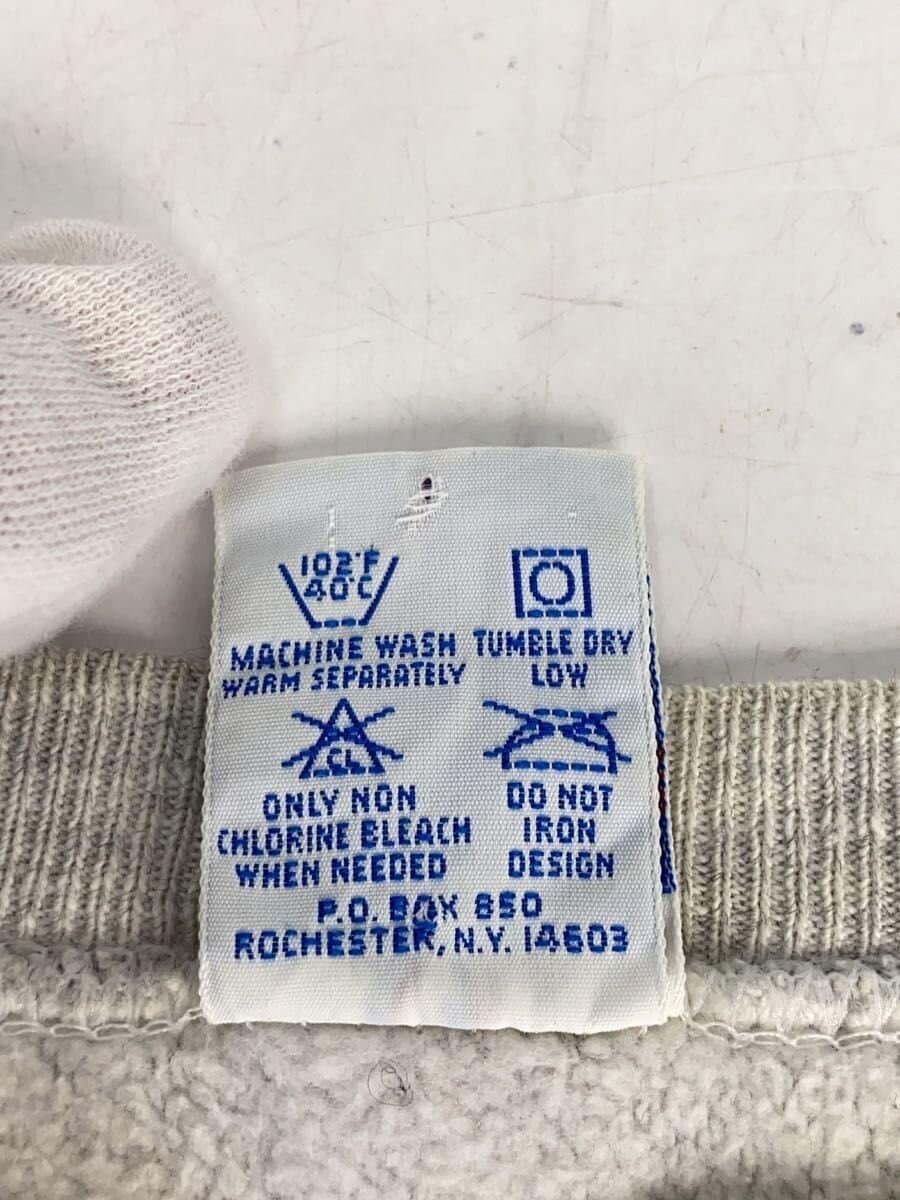 102°F
40°C
MACHINE WASH
WARM SEPARATELY
TUMBLE DRY
LOW
CL
ONLY NON
CHLORINE BLEACH
WHEN NEEDED
DO NOT
IRON
DESIGN
P.O. BOX 850
ROCHESTER, N.Y. 14603